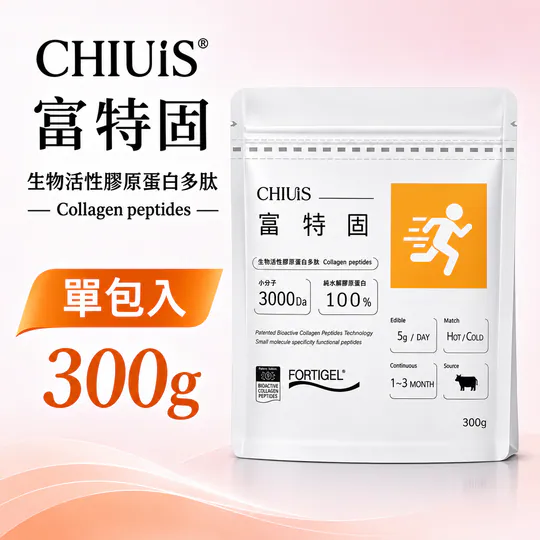 CHIUiS®
富特固
生物活性膠原蛋白多肽
Collagen peptides
單包入
300g
CHIUiS
富特固
生物活性膠原蛋白多肽 Collagen peptides
小分子
3000Da
純水解膠原蛋白
100%
Patented Bioactive Collagen Peptides Technology
Small molecule specificity functional peptides
Edible
5g / DAY
Match
HOT/COLD
Continuous
1~3 MONTH
Source
BIOACTIVE
COLLAGEN
PEPTIDES
FORTIGEL®
300g